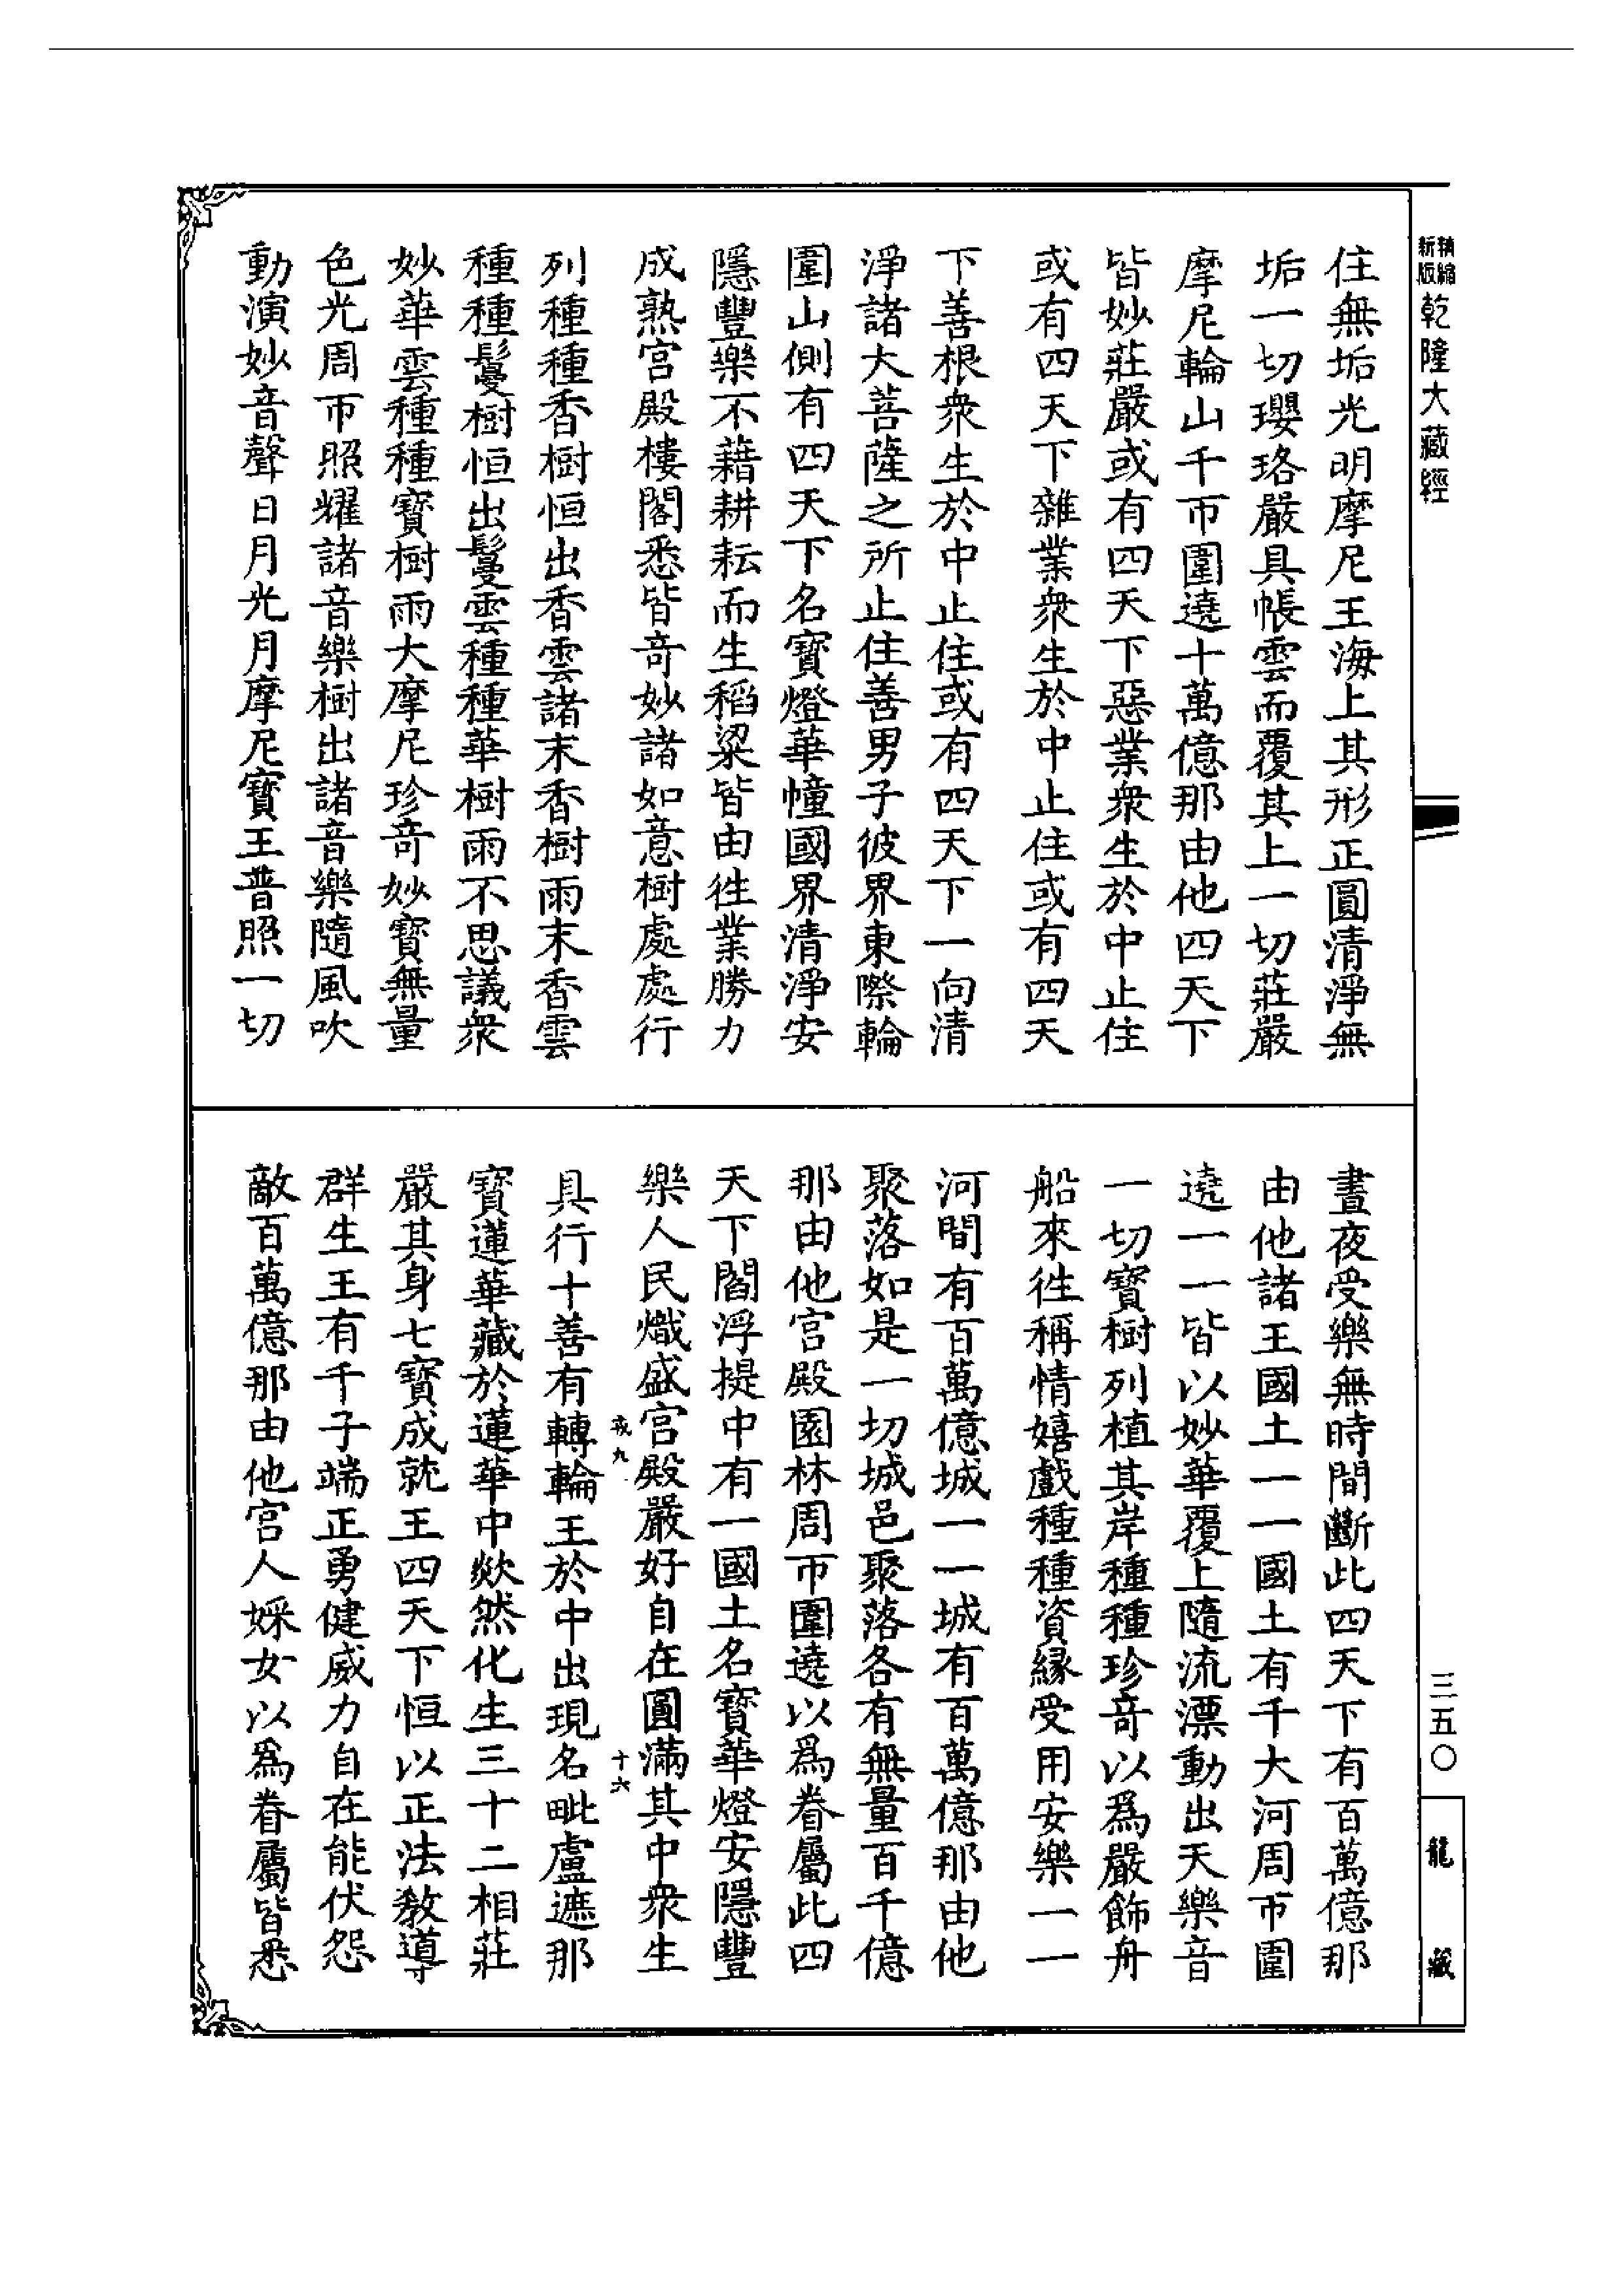 精縮新版乾隆大藏經
住無垢光明摩尼王海上其形正圓清淨無
垢一切瓔珞嚴具帳雲而覆其上一切莊嚴
摩尼輪山千帀圍遶十萬億那由他四天下
皆妙莊嚴或有四天下惡業衆生於中止住
或有四天下雜業衆生於中止住或有四天
下善根衆生於中止住或有四天下一向清
淨諸大菩薩之所止住善男子彼界東際輪
圍山側有四天下名寶燈華幢國界清淨安
隱豐樂不藉耕耘而生稻粱皆由徃業勝力
成熟宮殿樓閣悉皆奇妙諸如意樹處處行
列種種香樹恒出香雲諸末香樹雨末香雲
種種鬘樹恒出鬘雲種種華樹雨不思議衆
妙華雲種種寶樹雨大摩尼珍奇妙寶無量
色光周帀照耀諸音樂樹出諸音樂隨風吹
動演妙音聲日月光月摩尼寶王普照一切
晝夜受樂無時間斷此四天下有百萬億那
由他諸王國土一一國土有千大河周帀圍
遶一一皆以妙華覆上隨流漂動出天樂音
一切寶樹列植其岸種種珍奇以爲嚴飾舟
船來徃稱情嬉戲種種資緣受用安樂一一
河間有百萬億城一一城有百萬億那由他
聚落如是一切城邑聚落各有無量百千億
那由他宮殿園林周帀圍遶以爲眷屬此四
天下閻浮提中有一國土名寶華燈安隱豐
樂人民熾盛宮殿嚴好自在圓滿其中衆生
九 十六
具行十善有轉輪王於中出現名毗盧遮那
寶蓮華藏於蓮華中欻然化生三十二相莊
嚴其身七寶成就王四天下恒以正法教導
群生王有千子端正勇健威力自在能伏怨
敵百萬億那由他宮人婇女以爲眷屬皆悉
三五〇
龍藏